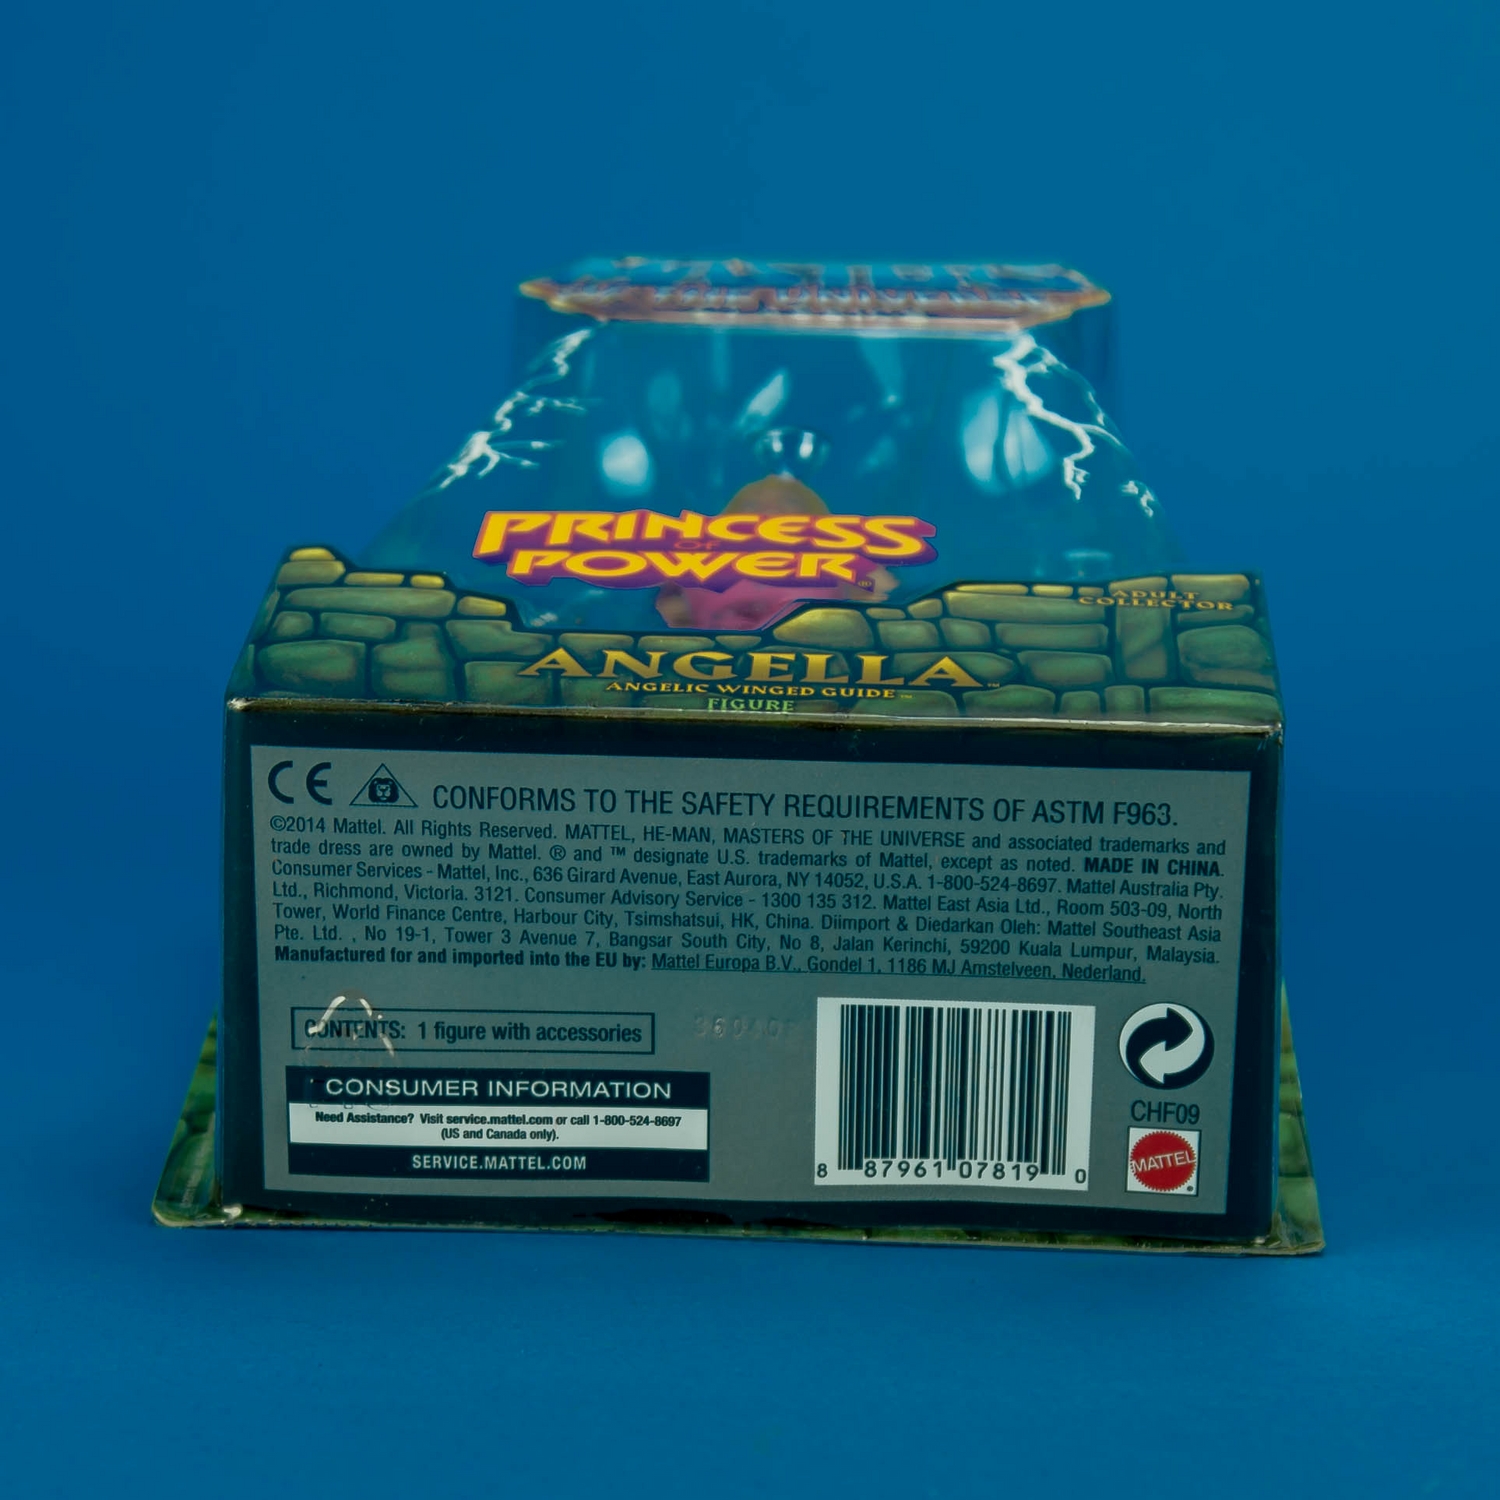 PRINCESS
OF
POWER®
ADULT
COLLECTOR
ANGELLA™
ANGELIC WINGED GUIDE™
FIGURE
CE CONFORMS TO THE SAFETY REQUIREMENTS OF ASTM F963.
©2014 Mattel. All Rights Reserved. MATTEL, HE-MAN, MASTERS OF THE UNIVERSE and associated trademarks and
trade dress are owned by Mattel. ® and ™ designate U.S. trademarks of Mattel, except as noted. MADE IN CHINA.
Consumer Services - Mattel, Inc., 636 Girard Avenue, East Aurora, NY 14052, U.S.A. 1-800-524-8697. Mattel Australia Pty.
Ltd., Richmond, Victoria. 3121. Consumer Advisory Service - 1300 135 312. Mattel East Asia Ltd., Room 503-09, North
Tower, World Finance Centre, Harbour City, Tsimshatsui, HK, China. Diimport & Diedarkan Oleh: Mattel Southeast Asia
Pte. Ltd. , No 19-1, Tower 3 Avenue 7, Bangsar South City, No 8, Jalan Kerinchi, 59200 Kuala Lumpur, Malaysia.
Manufactured for and imported into the EU by: Mattel Europa B.V., Gondel 1, 1186 MJ Amstelveen, Nederland.
CONTENTS: 1 figure with accessories
CONSUMER INFORMATION
Need Assistance? Visit service.mattel.com or call 1-800-524-8697
(US and Canada only).
SERVICE.MATTEL.COM
8 87961 07819 0
CHF09
MATTEL®